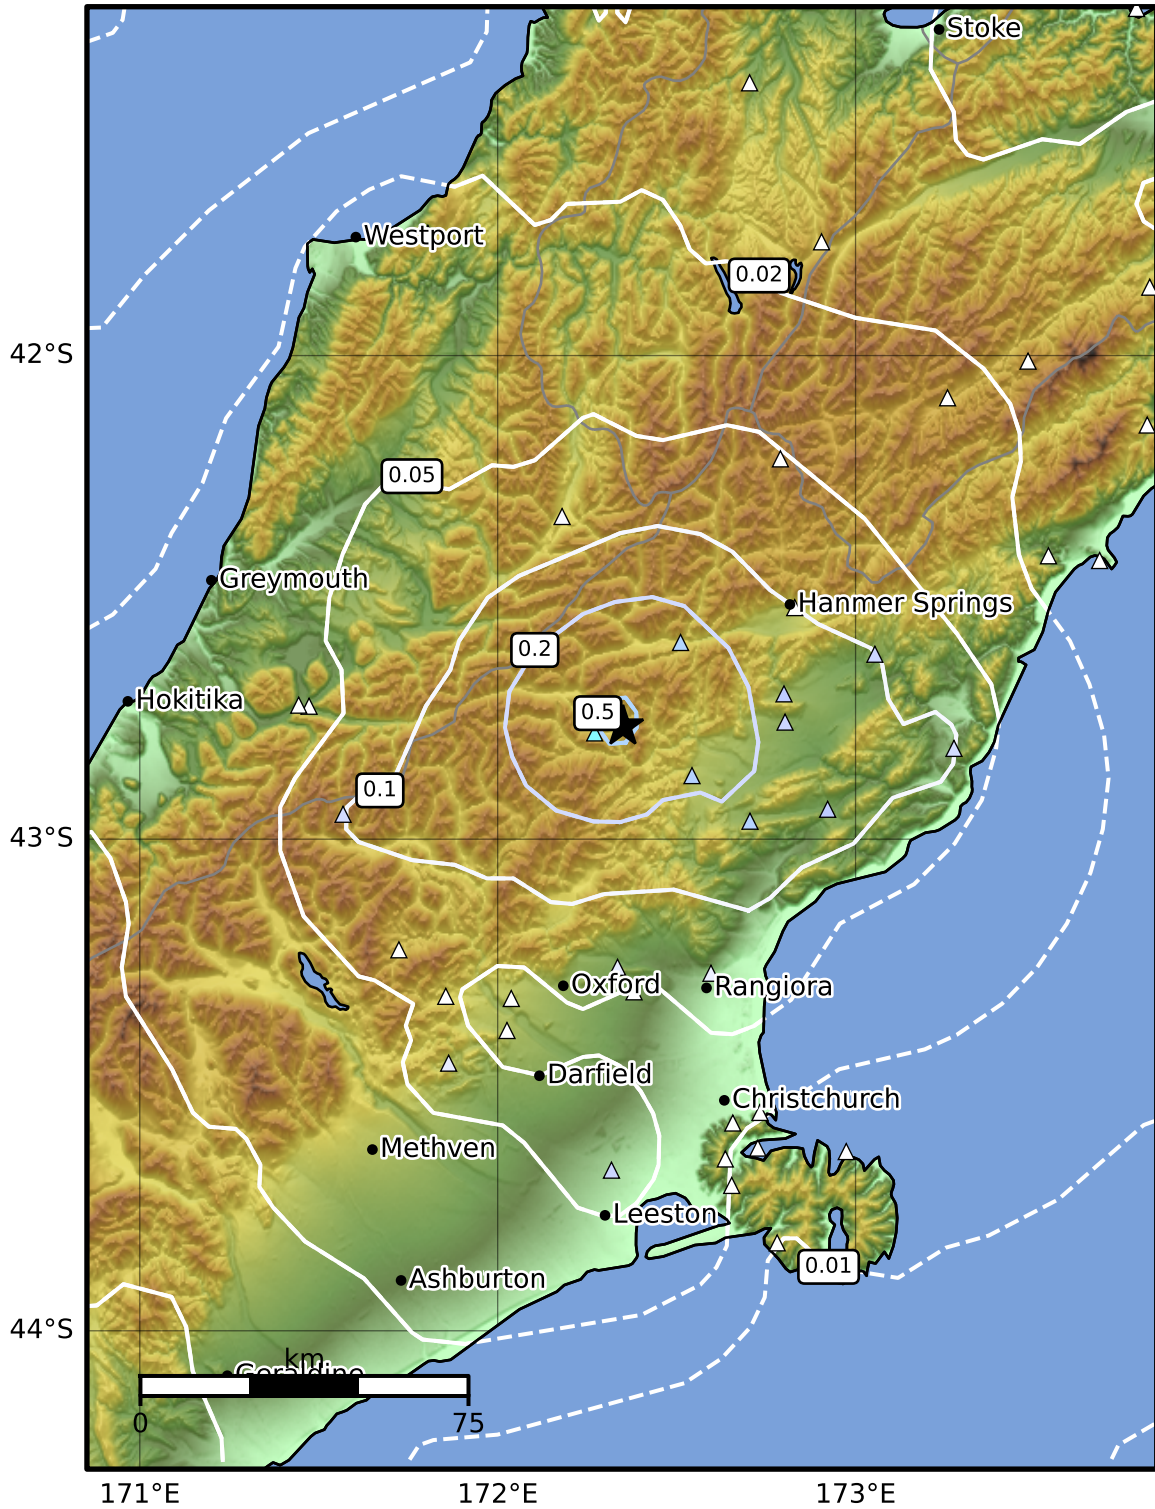 Stoke
Westport
0.02
42°S
0.05
Greymouth
Hanmer Springs
0.2
Hokitika
0.5
0.1
43°S
Oxford
Rangiora
Darfield
Christchurch
Methven
Leeston
0.01
Ashburton
44°S
km
Geraldine
0 75
171°E 172°E 173°E